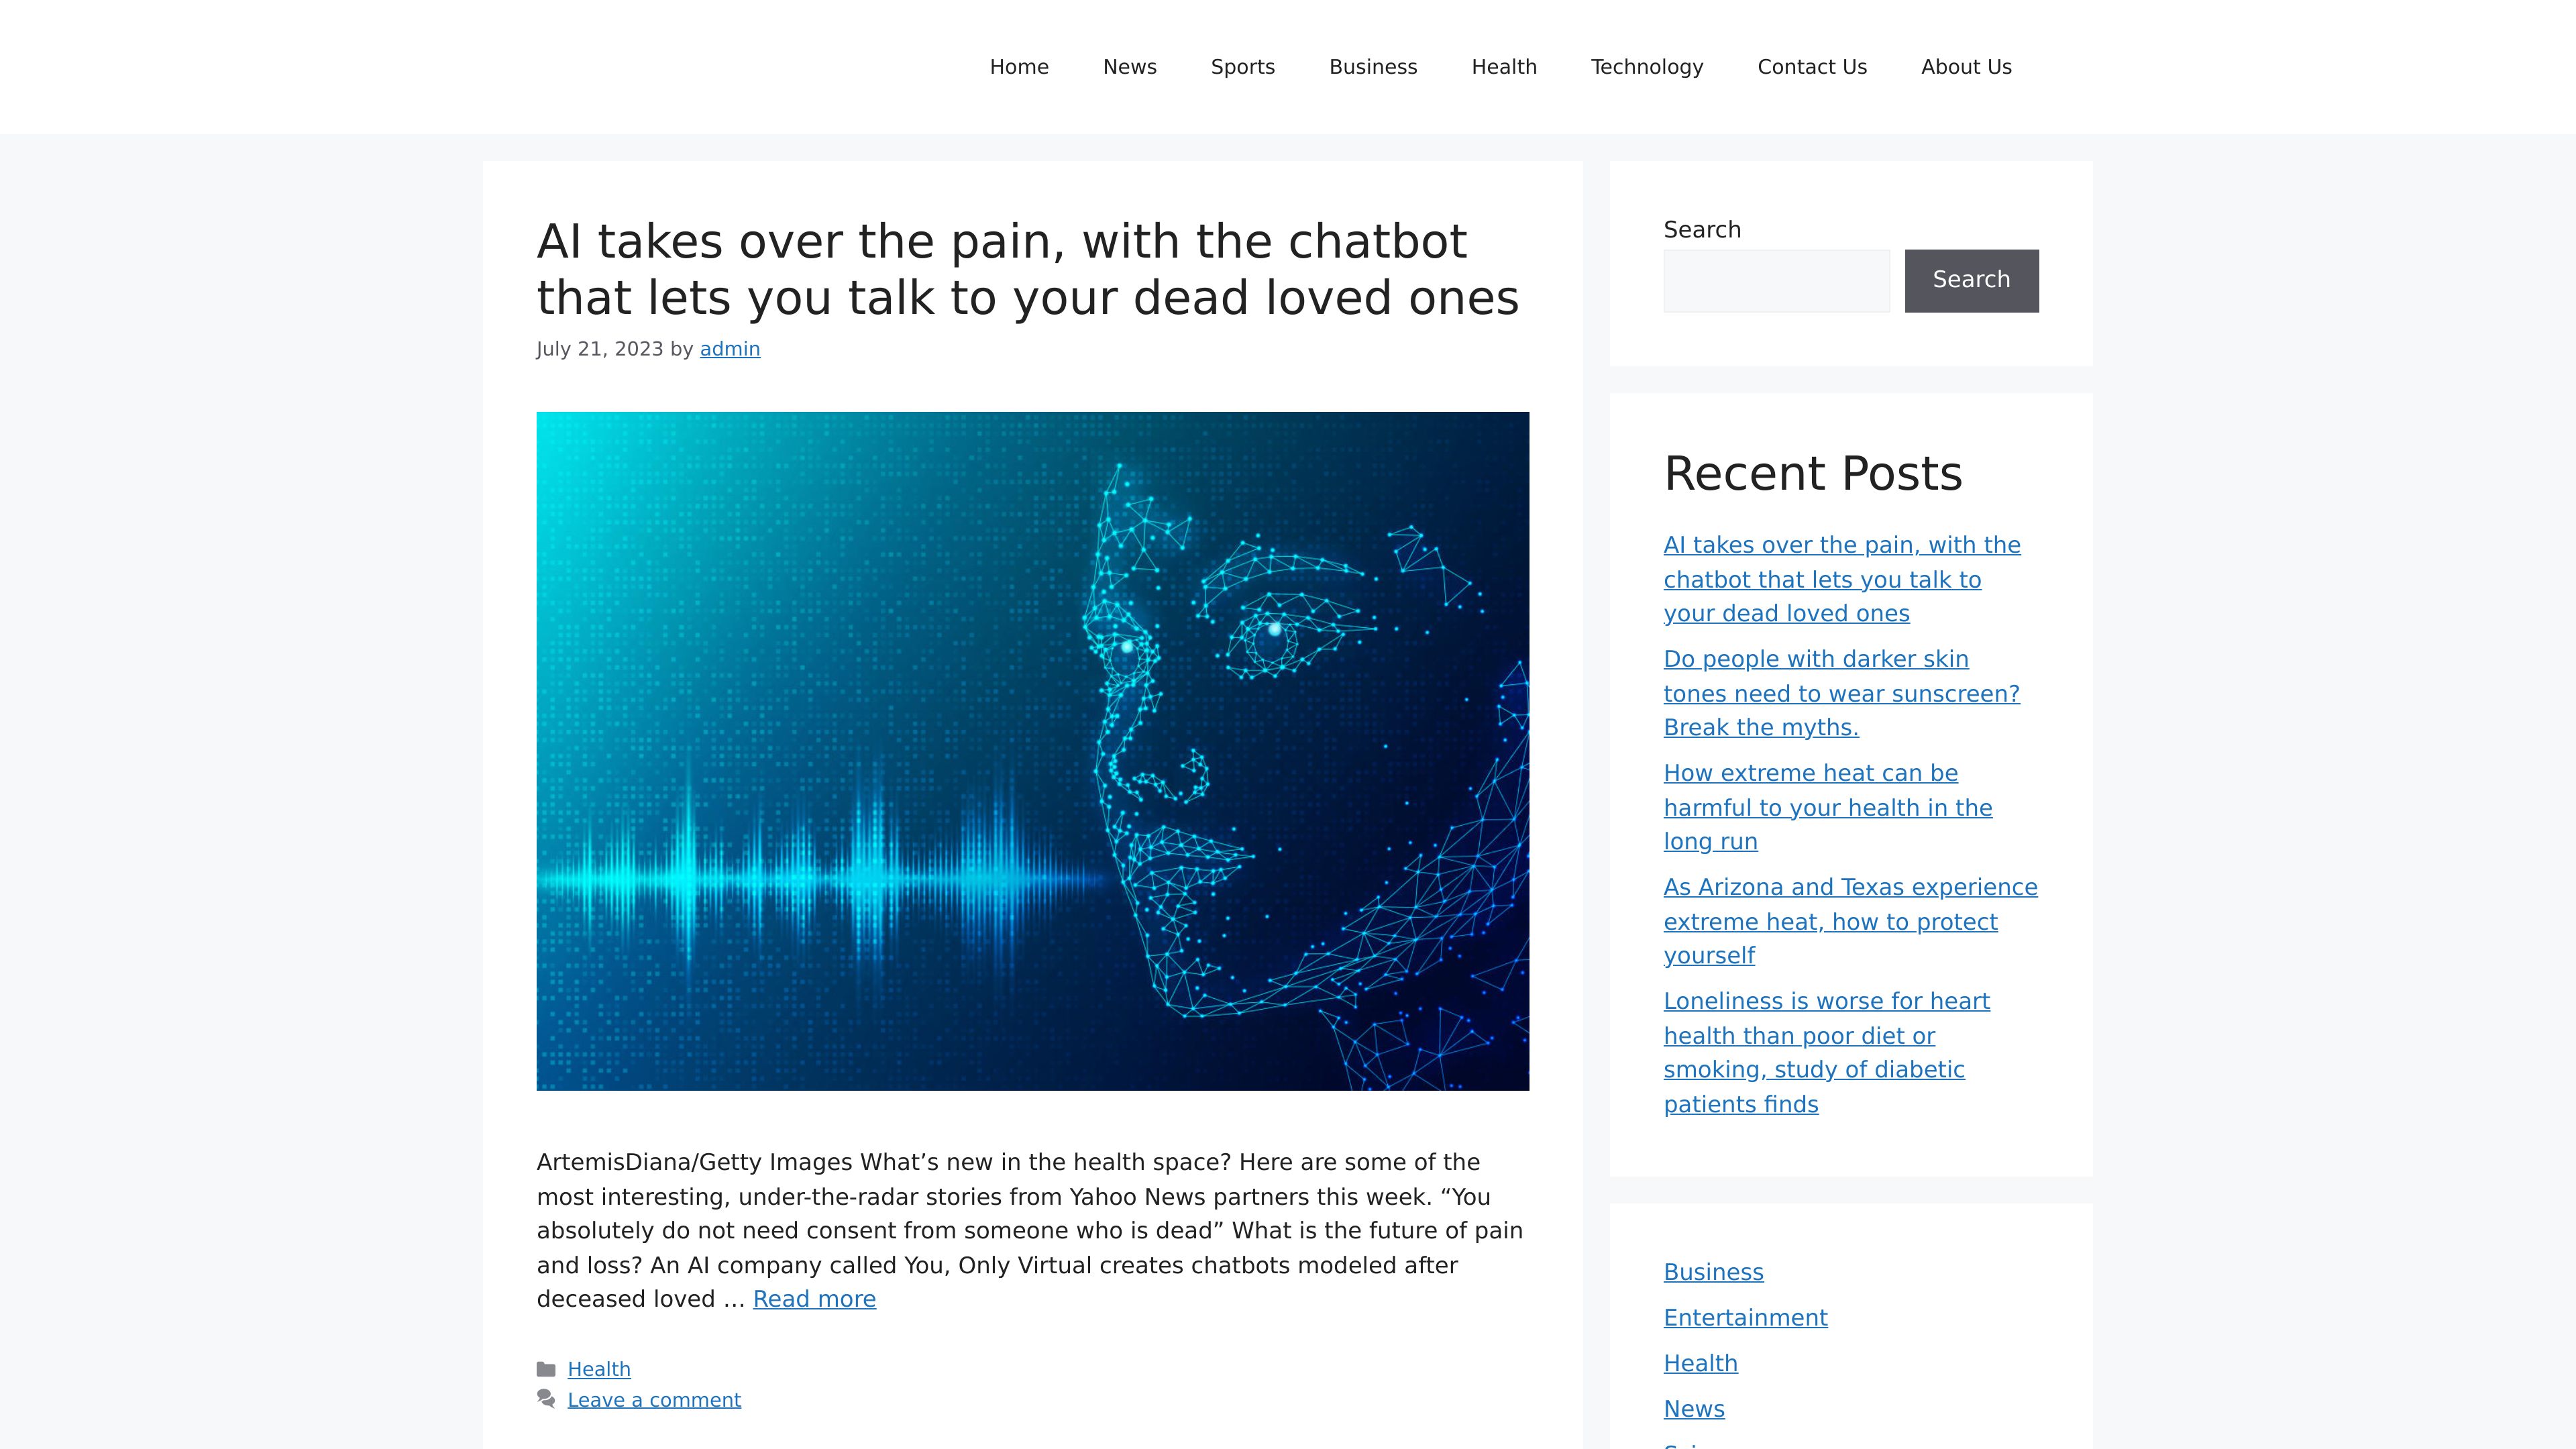 Home News Sports Business Health Technology Contact Us About Us
AI takes over the pain, with the chatbot
that lets you talk to your dead loved ones
July 21, 2023 by admin
ArtemisDiana/Getty Images What’s new in the health space? Here are some of the
most interesting, under-the-radar stories from Yahoo News partners this week. “You
absolutely do not need consent from someone who is dead” What is the future of pain
and loss? An AI company called You, Only Virtual creates chatbots modeled after
deceased loved … Read more
Health
Leave a comment
Search
Search
Recent Posts
AI takes over the pain, with the
chatbot that lets you talk to
your dead loved ones
Do people with darker skin
tones need to wear sunscreen?
Break the myths.
How extreme heat can be
harmful to your health in the
long run
As Arizona and Texas experience
extreme heat, how to protect
yourself
Loneliness is worse for heart
health than poor diet or
smoking, study of diabetic
patients finds
Business
Entertainment
Health
News